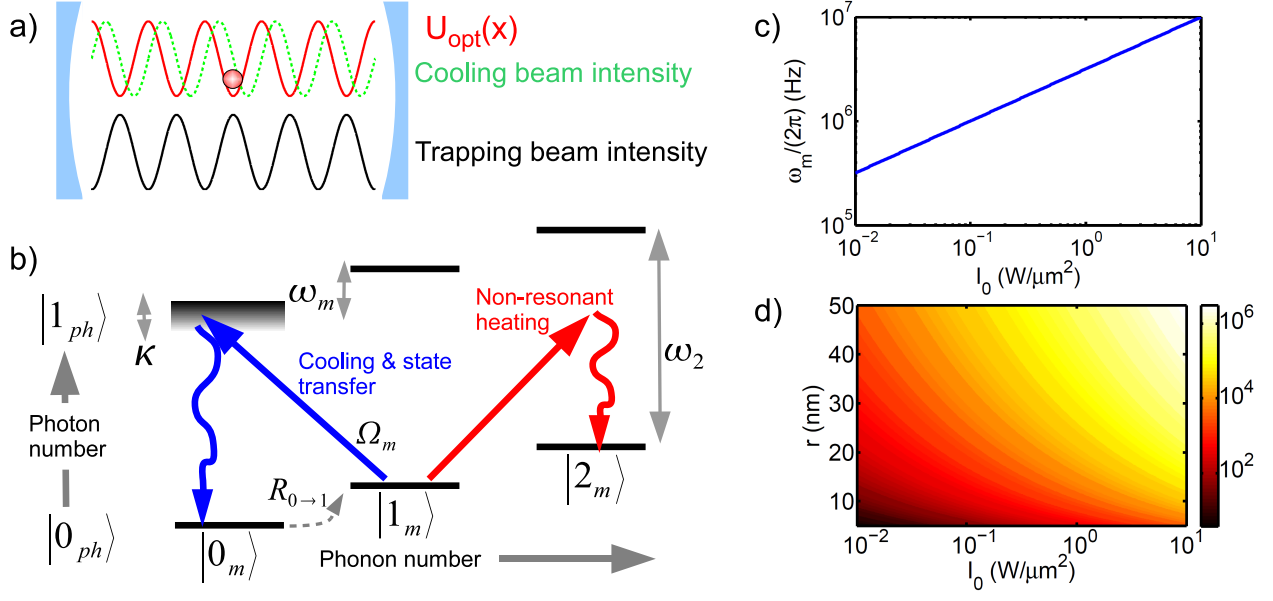 a)
U_opt(x)
Cooling beam intensity
Trapping beam intensity
b)
|1_ph⟩
κ
ω_m
Non-resonant
heating
Cooling & state
transfer
ω_2
Photon
number
Ω_m
R_0→1
|0_ph⟩
|0_m⟩
|1_m⟩
|2_m⟩
Phonon number
c)
ω_m/(2π) (Hz)
10^7
10^6
10^5
10^-2 10^-1 10^0 10^1
I_0 (W/μm^2)
d)
r (nm)
50
40
30
20
10
10^-2 10^-1 10^0 10^1
I_0 (W/μm^2)
10^6
10^4
10^2